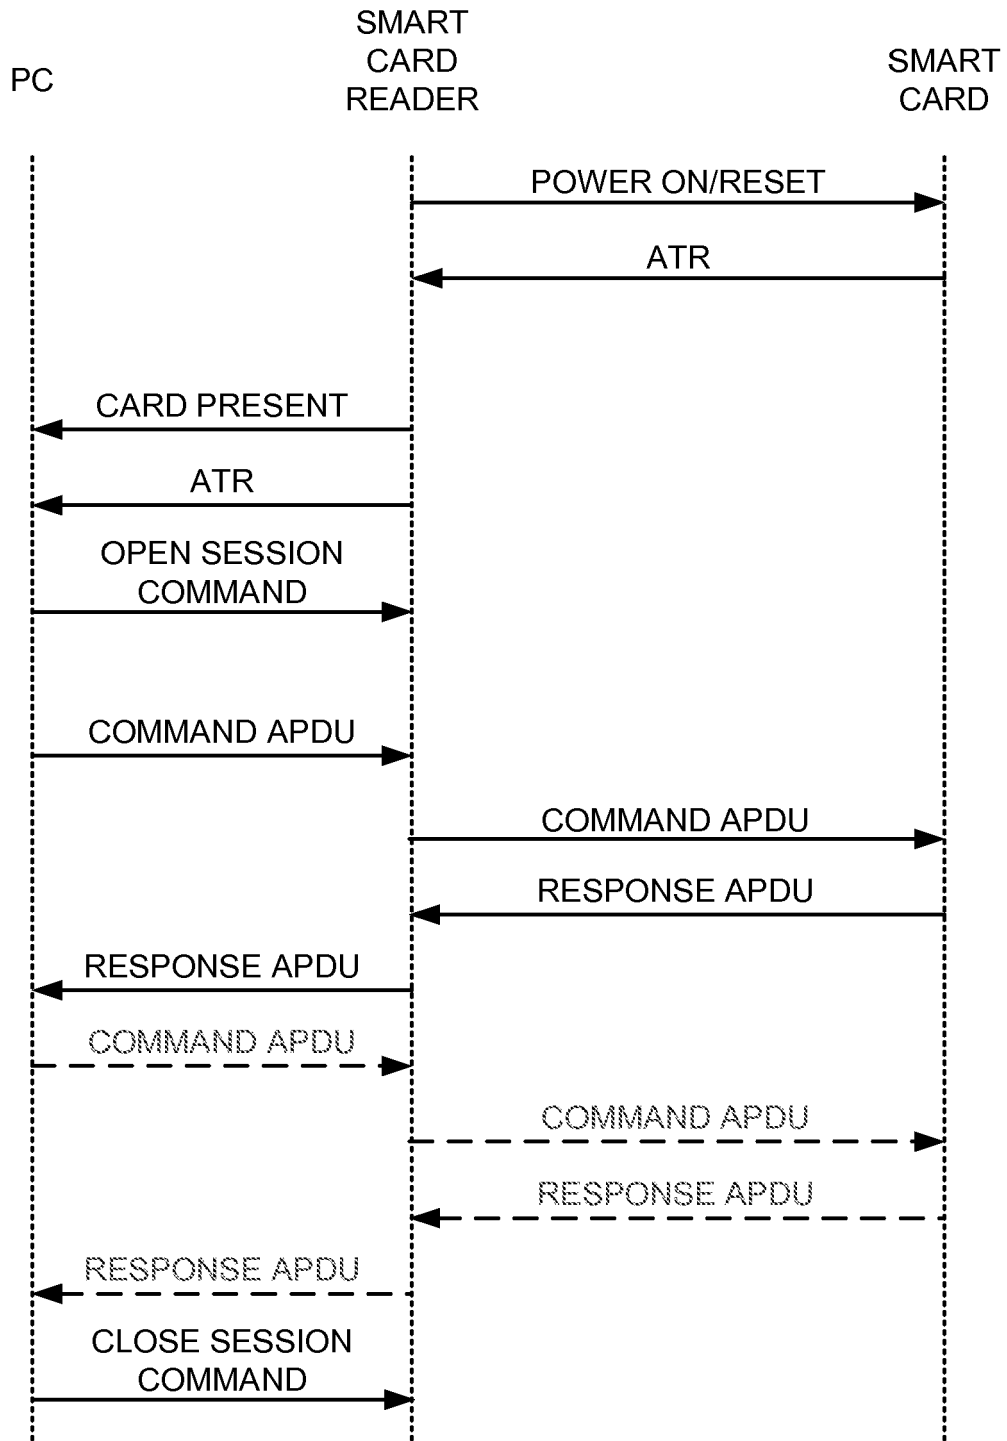 PC
SMART
CARD
READER
SMART
CARD
POWER ON/RESET
ATR
CARD PRESENT
ATR
OPEN SESSION
COMMAND
COMMAND APDU
COMMAND APDU
RESPONSE APDU
RESPONSE APDU
COMMAND APDU
COMMAND APDU
RESPONSE APDU
RESPONSE APDU
CLOSE SESSION
COMMAND